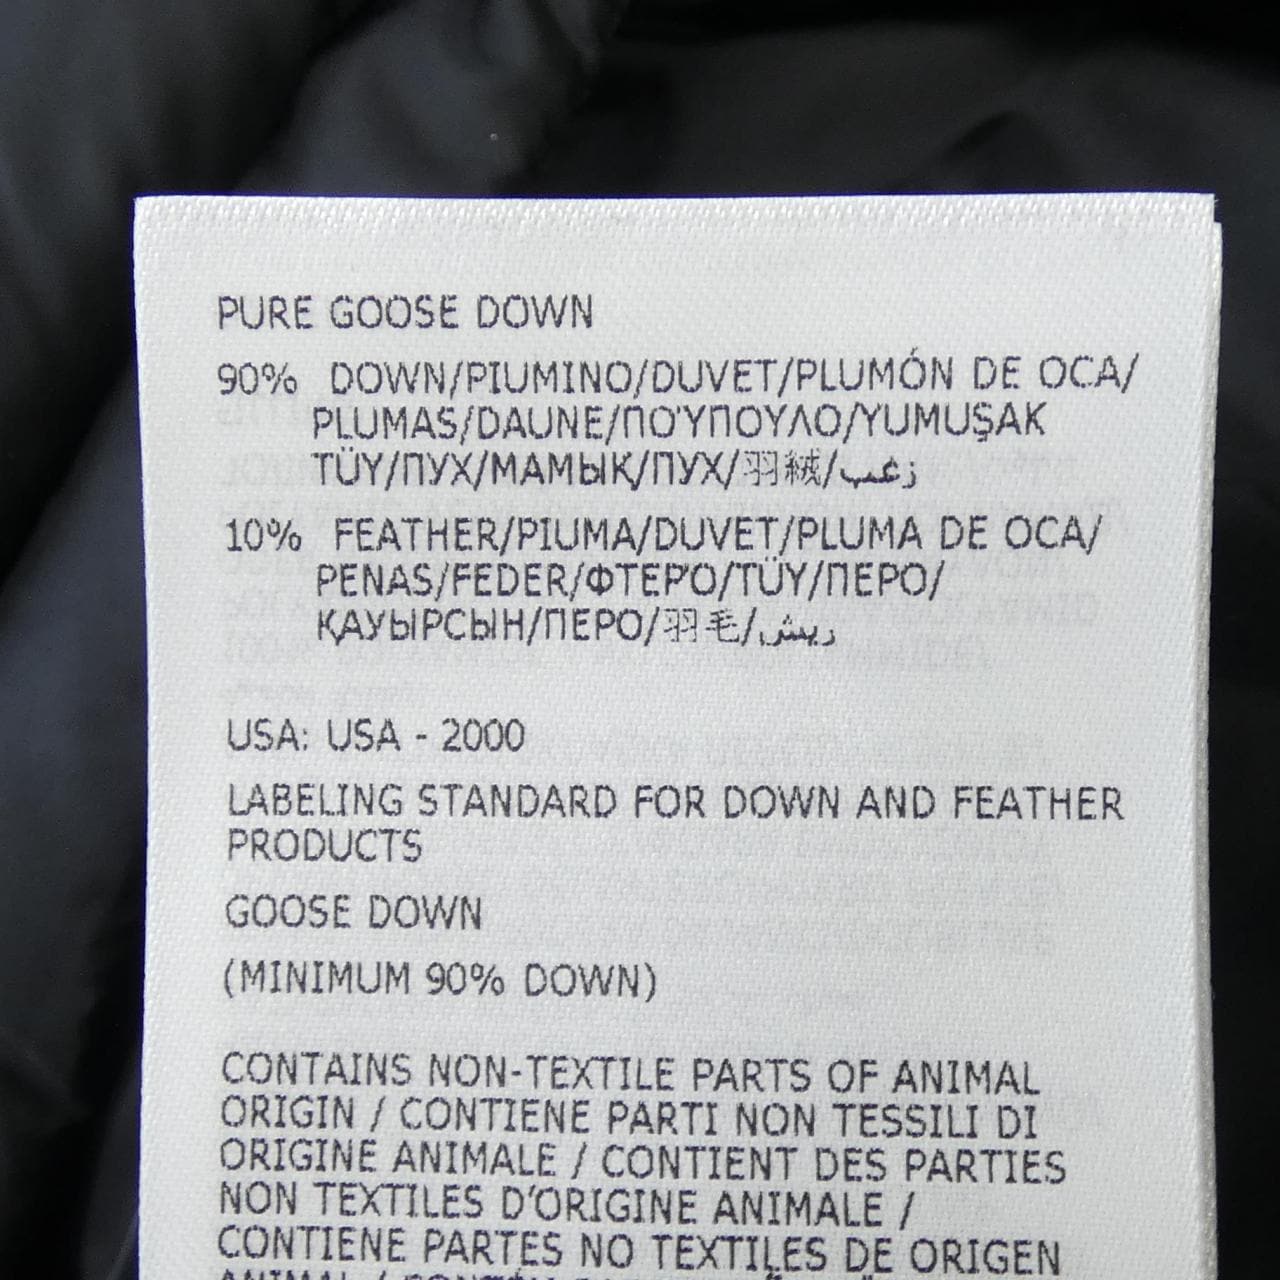 PURE GOOSE DOWN
90% DOWN/PIUMINO/DUVET/PLUMÓN DE OCA/
PLUMAS/DAUNE/ΠΟ'ΥΠΟΥΛΟ/YUMUŞAK
TÜY/ПУХ/МАМЫҚ/ПУХ/羽絨/زغب
10% FEATHER/PIUMA/DUVET/PLUMA DE OCA/
PENAS/FEDER/ΦΤΕΡ'Ο/TÜY/ПЕРО/
ҚАУЫРСЫН/ПЕРО/羽毛/ريش
USA: USA - 2000
LABELING STANDARD FOR DOWN AND FEATHER
PRODUCTS
GOOSE DOWN
(MINIMUM 90% DOWN)
CONTAINS NON-TEXTILE PARTS OF ANIMAL
ORIGIN / CONTIENE PARTI NON TESSILI DI
ORIGINE ANIMALE / CONTIENT DES PARTIES
NON TEXTILES D'ORIGINE ANIMALE /
CONTIENE PARTES NO TEXTILES DE ORIGEN